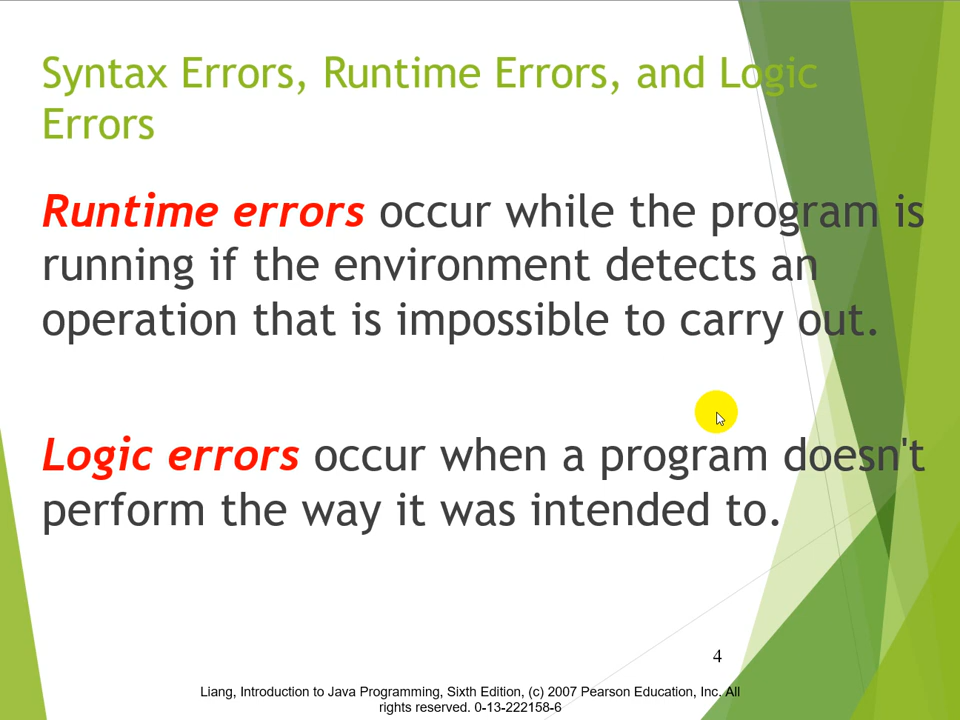 Syntax Errors, Runtime Errors, and Logic
Errors
Runtime errors occur while the program is
running if the environment detects an
operation that is impossible to carry out.
Logic errors occur when a program doesn't
perform the way it was intended to.
4
Liang, Introduction to Java Programming, Sixth Edition, (c) 2007 Pearson Education, Inc. All
rights reserved. 0-13-222158-6